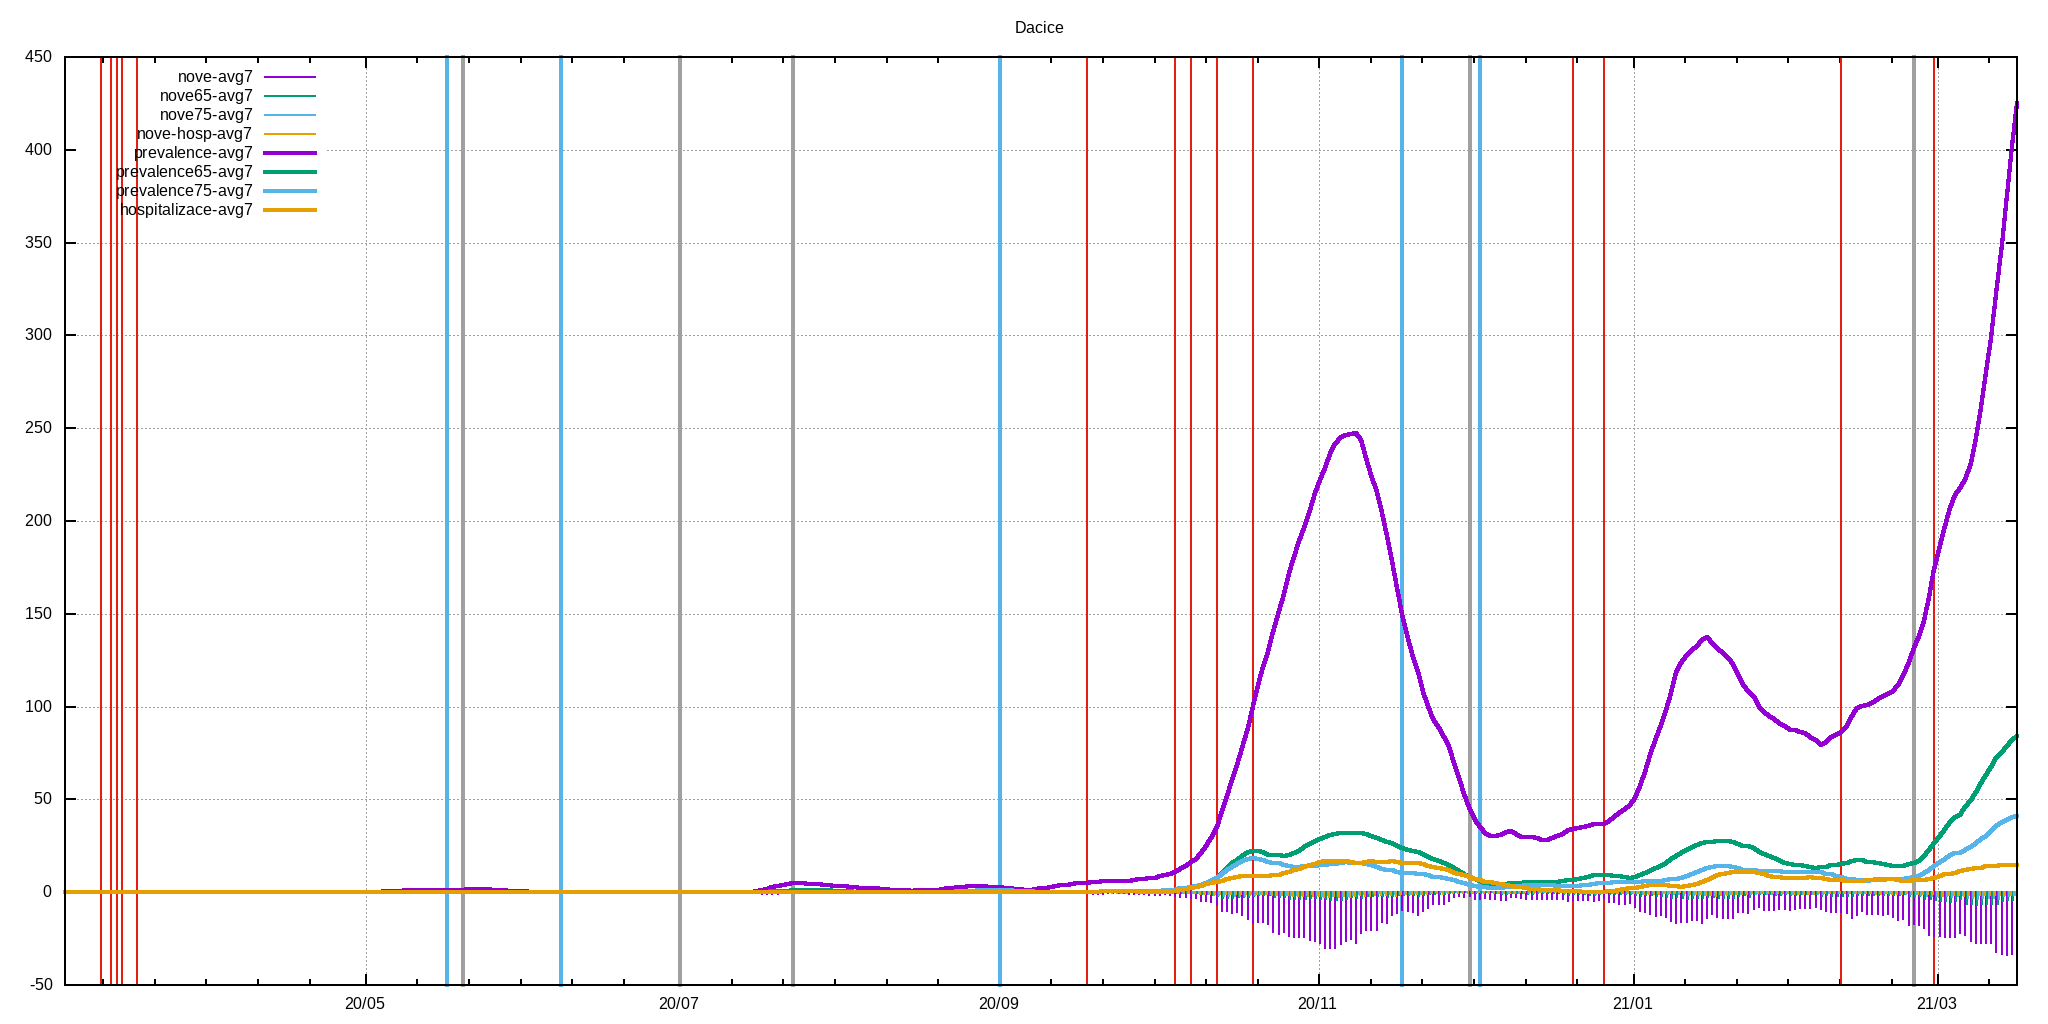 Dacice
450
400
350
300
250
200
150
100
50
0
-50
nove-avg7
nove65-avg7
nove75-avg7
nove-hosp-avg7
prevalence-avg7
prevalence65-avg7
prevalence75-avg7
hospitalizace-avg7
20/05 20/07 20/09 20/11 21/01 21/03